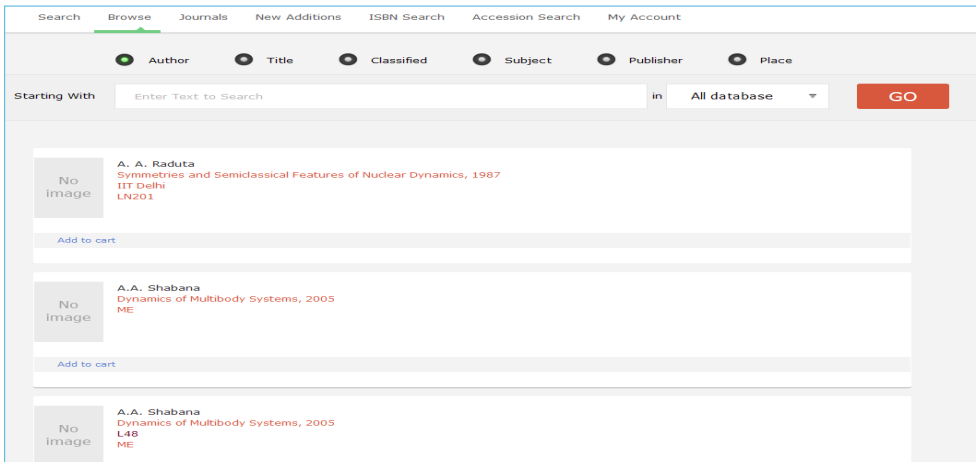 Search Browse Journals New Additions ISBN Search Accession Search My Account
Author Title Classified Subject Publisher Place
Starting With Enter Text to Search in All database GO
No image
A. A. Raduta
Symmetries and Semiclassical Features of Nuclear Dynamics, 1987
IIT Delhi
LN201
Add to cart
No image
A.A. Shabana
Dynamics of Multibody Systems, 2005
ME
Add to cart
No image
A.A. Shabana
Dynamics of Multibody Systems, 2005
L48
ME